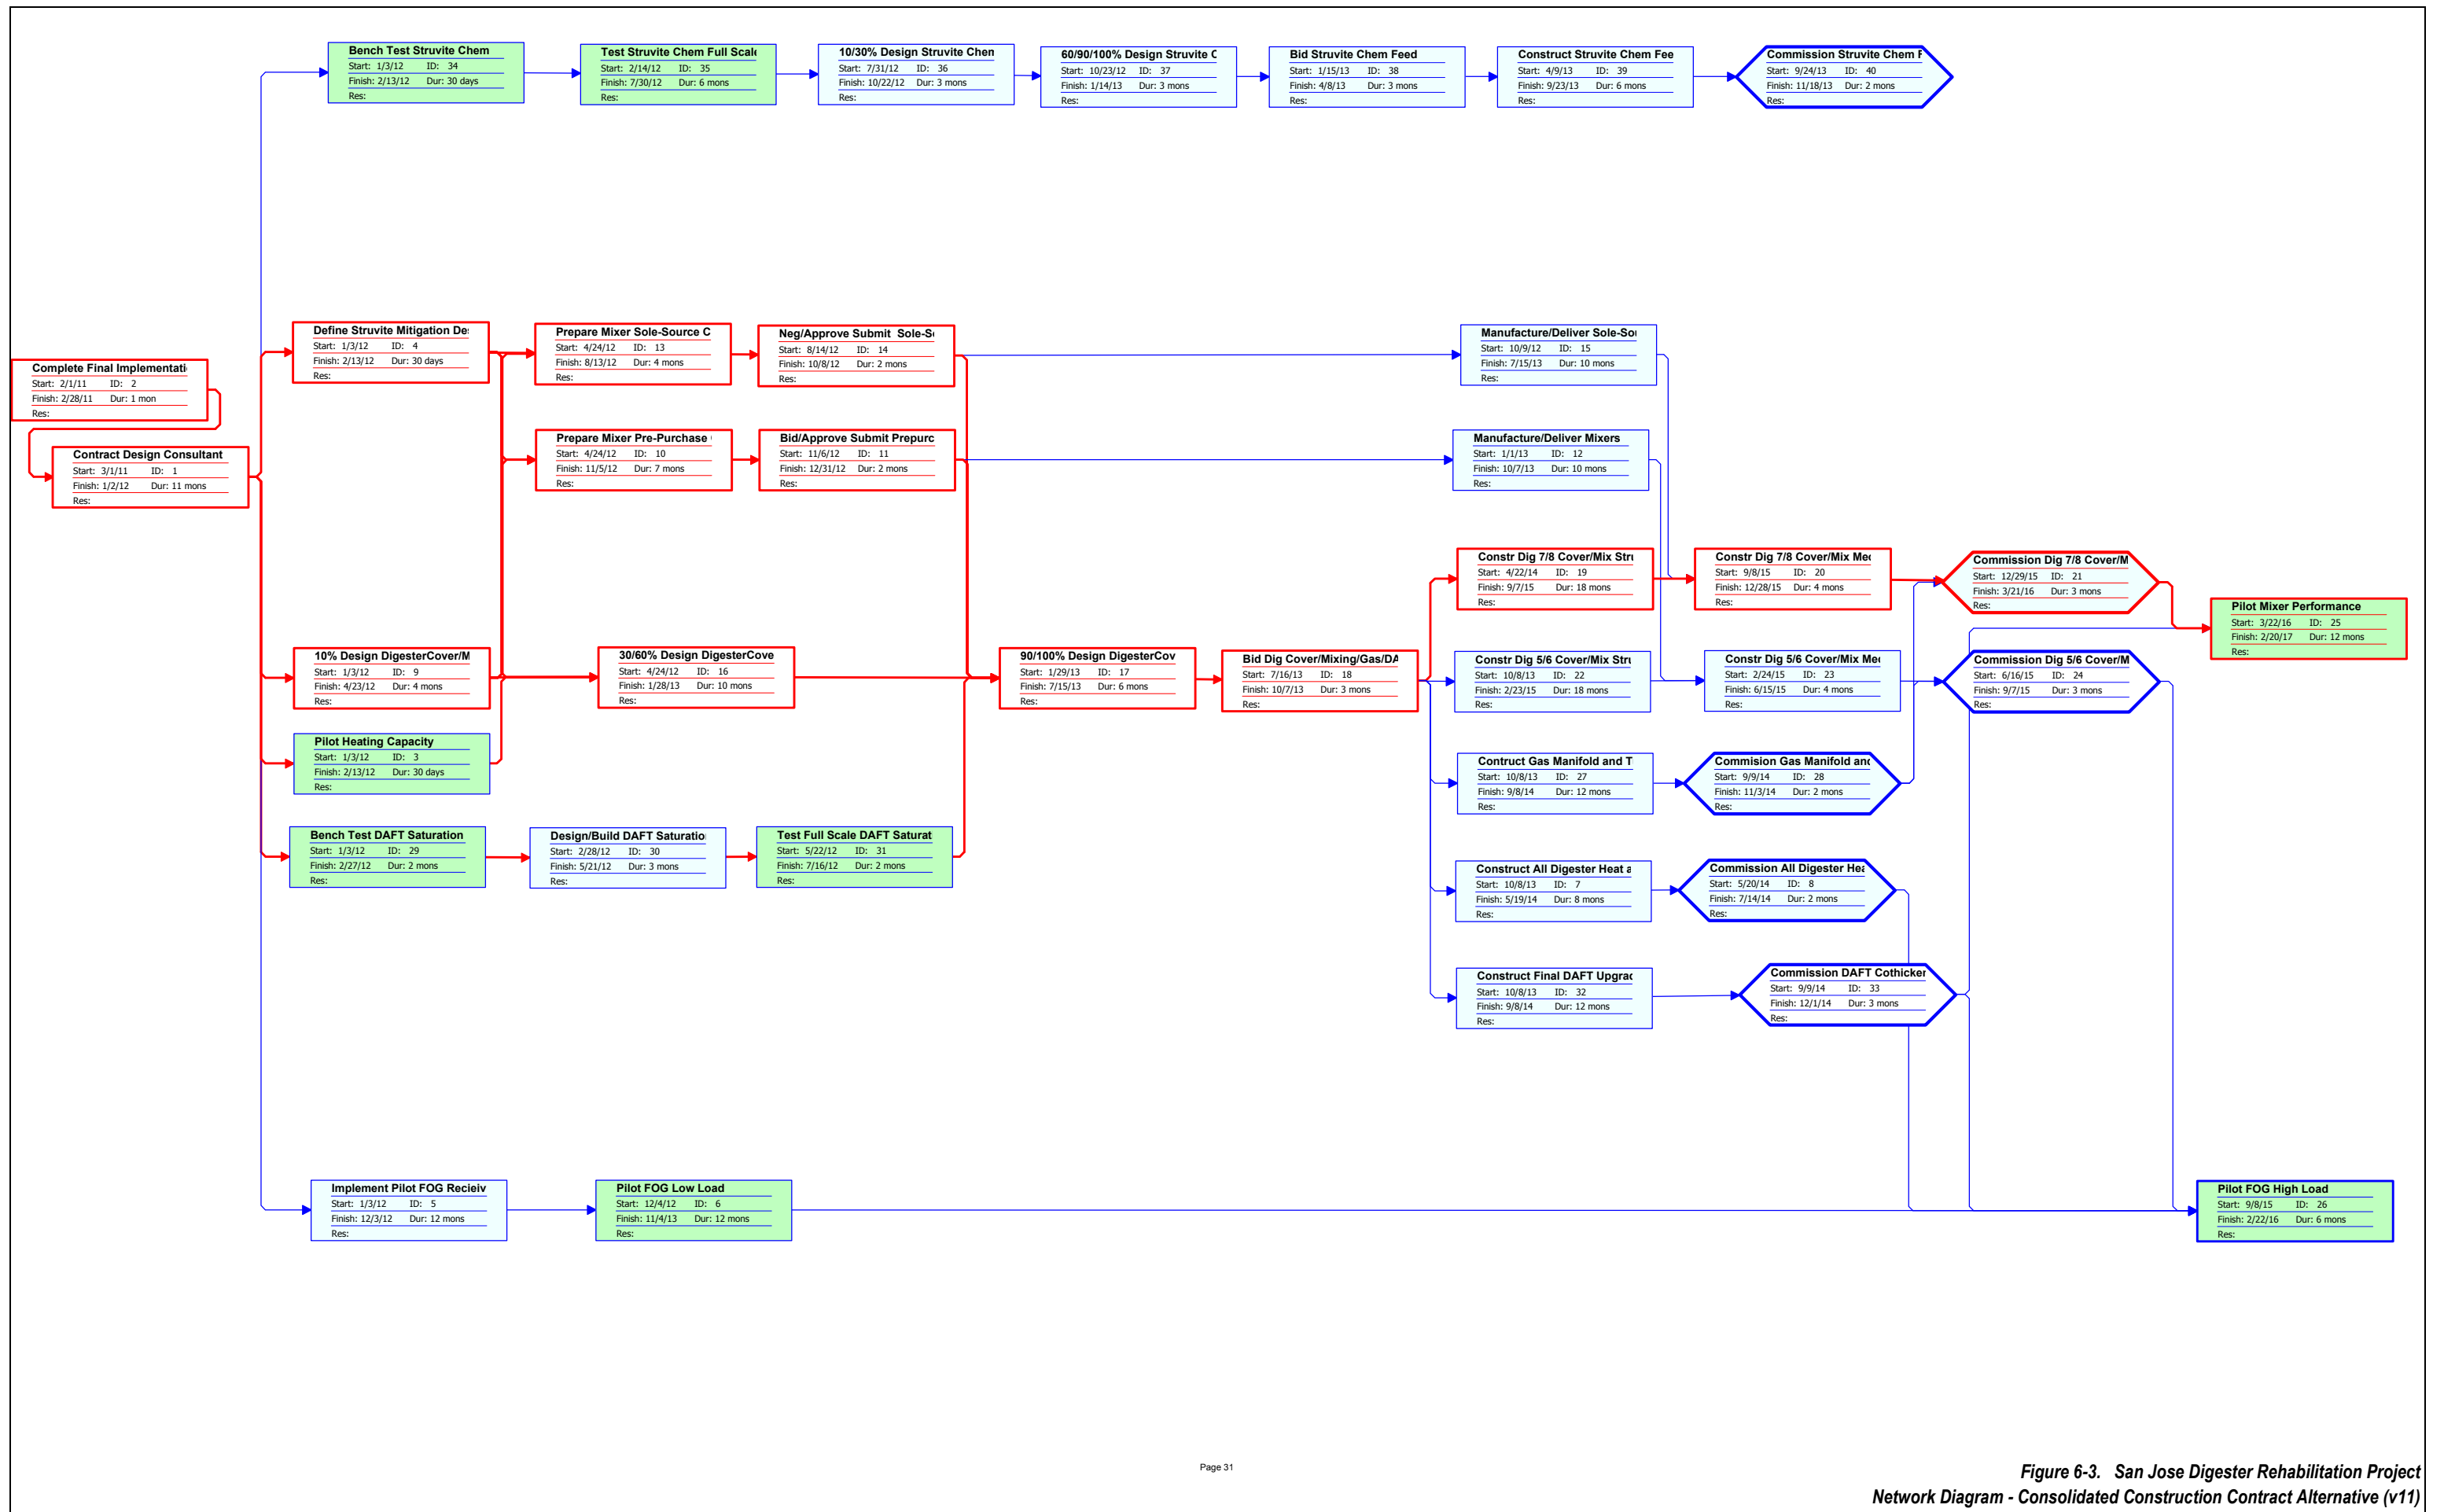 Bench Test Struvite Chem
Start: 1/3/12 ID: 34
Finish: 2/13/12 Dur: 30 days
Res:
Test Struvite Chem Full Scale
Start: 2/14/12 ID: 35
Finish: 7/30/12 Dur: 6 mons
Res:
10/30% Design Struvite Chem
Start: 7/31/12 ID: 36
Finish: 10/22/12 Dur: 3 mons
Res:
60/90/100% Design Struvite C
Start: 10/23/12 ID: 37
Finish: 1/14/13 Dur: 3 mons
Res:
Bid Struvite Chem Feed
Start: 1/15/13 ID: 38
Finish: 4/8/13 Dur: 3 mons
Res:
Construct Struvite Chem Fee
Start: 4/9/13 ID: 39
Finish: 9/23/13 Dur: 6 mons
Res:
Commission Struvite Chem F
Start: 9/24/13 ID: 40
Finish: 11/18/13 Dur: 2 mons
Res:
Complete Final Implementati
Start: 2/1/11 ID: 2
Finish: 2/28/11 Dur: 1 mon
Res:
Contract Design Consultant
Start: 3/1/11 ID: 1
Finish: 1/2/12 Dur: 11 mons
Res:
Define Struvite Mitigation De
Start: 1/3/12 ID: 4
Finish: 2/13/12 Dur: 30 days
Res:
Prepare Mixer Sole-Source C
Start: 4/24/12 ID: 13
Finish: 8/13/12 Dur: 4 mons
Res:
Neg/Approve Submit Sole-S
Start: 8/14/12 ID: 14
Finish: 10/8/12 Dur: 2 mons
Res:
Manufacture/Deliver Sole-Sou
Start: 10/9/12 ID: 15
Finish: 7/15/13 Dur: 10 mons
Res:
Prepare Mixer Pre-Purchase
Start: 4/24/12 ID: 10
Finish: 11/5/12 Dur: 7 mons
Res:
Bid/Approve Submit Prepurc
Start: 11/6/12 ID: 11
Finish: 12/31/12 Dur: 2 mons
Res:
Manufacture/Deliver Mixers
Start: 1/1/13 ID: 12
Finish: 10/7/13 Dur: 10 mons
Res:
Constr Dig 7/8 Cover/Mix Stru
Start: 4/22/14 ID: 19
Finish: 9/7/15 Dur: 18 mons
Res:
Constr Dig 7/8 Cover/Mix Mec
Start: 9/8/15 ID: 20
Finish: 12/28/15 Dur: 4 mons
Res:
Commission Dig 7/8 Cover/M
Start: 12/29/15 ID: 21
Finish: 3/21/16 Dur: 3 mons
Res:
Pilot Mixer Performance
Start: 3/22/16 ID: 25
Finish: 2/20/17 Dur: 12 mons
Res:
10% Design DigesterCover/M
Start: 1/3/12 ID: 9
Finish: 4/23/12 Dur: 4 mons
Res:
30/60% Design DigesterCove
Start: 4/24/12 ID: 16
Finish: 1/28/13 Dur: 10 mons
Res:
90/100% Design DigesterCov
Start: 1/29/13 ID: 17
Finish: 7/15/13 Dur: 6 mons
Res:
Bid Dig Cover/Mixing/Gas/DA
Start: 7/16/13 ID: 18
Finish: 10/7/13 Dur: 3 mons
Res:
Constr Dig 5/6 Cover/Mix Stru
Start: 10/8/13 ID: 22
Finish: 2/23/15 Dur: 18 mons
Res:
Constr Dig 5/6 Cover/Mix Mec
Start: 2/24/15 ID: 23
Finish: 6/15/15 Dur: 4 mons
Res:
Commission Dig 5/6 Cover/M
Start: 6/16/15 ID: 24
Finish: 9/7/15 Dur: 3 mons
Res:
Pilot Heating Capacity
Start: 1/3/12 ID: 3
Finish: 2/13/12 Dur: 30 days
Res:
Contruct Gas Manifold and T
Start: 10/8/13 ID: 27
Finish: 9/8/14 Dur: 12 mons
Res:
Commision Gas Manifold and
Start: 9/9/14 ID: 28
Finish: 11/3/14 Dur: 2 mons
Res:
Bench Test DAFT Saturation
Start: 1/3/12 ID: 29
Finish: 2/27/12 Dur: 2 mons
Res:
Design/Build DAFT Saturatio
Start: 2/28/12 ID: 30
Finish: 5/21/12 Dur: 3 mons
Res:
Test Full Scale DAFT Saturat
Start: 5/22/12 ID: 31
Finish: 7/16/12 Dur: 2 mons
Res:
Construct All Digester Heat a
Start: 10/8/13 ID: 7
Finish: 5/19/14 Dur: 8 mons
Res:
Commission All Digester Hea
Start: 5/20/14 ID: 8
Finish: 7/14/14 Dur: 2 mons
Res:
Construct Final DAFT Upgrad
Start: 10/8/13 ID: 32
Finish: 9/8/14 Dur: 12 mons
Res:
Commission DAFT Cothicken
Start: 9/9/14 ID: 33
Finish: 12/1/14 Dur: 3 mons
Res:
Implement Pilot FOG Recieiv
Start: 1/3/12 ID: 5
Finish: 12/3/12 Dur: 12 mons
Res:
Pilot FOG Low Load
Start: 12/4/12 ID: 6
Finish: 11/4/13 Dur: 12 mons
Res:
Pilot FOG High Load
Start: 9/8/15 ID: 26
Finish: 2/22/16 Dur: 6 mons
Res:
Page 31
Figure 6-3. San Jose Digester Rehabilitation Project
Network Diagram - Consolidated Construction Contract Alternative (v11)